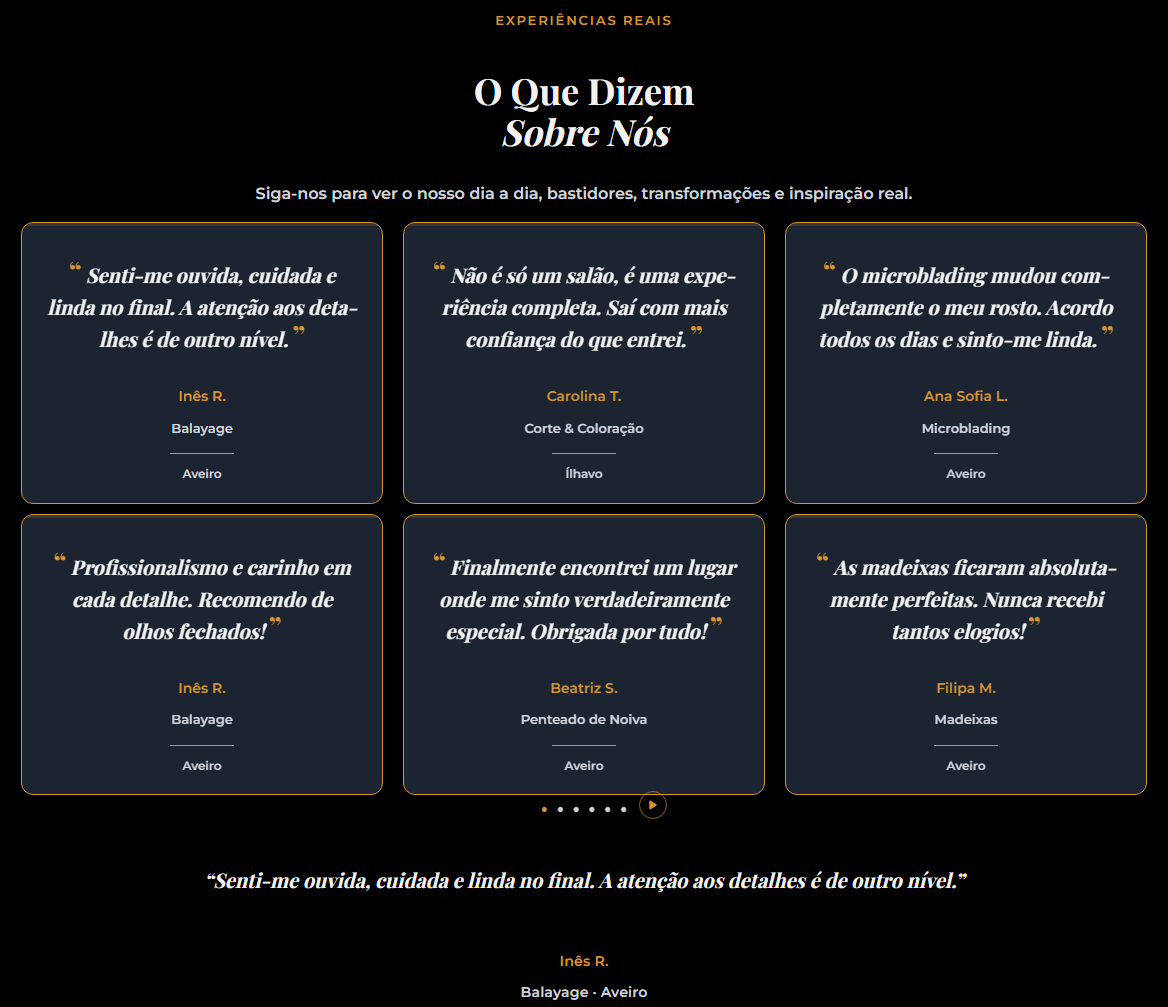 EXPERIÊNCIAS REAIS
O Que Dizem
Sobre Nós
Siga-nos para ver o nosso dia a dia, bastidores, transformações e inspiração real.
❝ Senti-me ouvida, cuidada e
linda no final. A atenção aos deta-
lhes é de outro nível. ❞
Inês R.
Balayage
Aveiro
❝ Não é só um salão, é uma expe-
riência completa. Saí com mais
confiança do que entrei. ❞
Carolina T.
Corte & Coloração
Ílhavo
❝ O microblading mudou com-
pletamente o meu rosto. Acordo
todos os dias e sinto-me linda. ❞
Ana Sofia L.
Microblading
Aveiro
❝ Profissionalismo e carinho em
cada detalhe. Recomendo de
olhos fechados! ❞
Inês R.
Balayage
Aveiro
❝ Finalmente encontrei um lugar
onde me sinto verdadeiramente
especial. Obrigada por tudo! ❞
Beatriz S.
Penteado de Noiva
Aveiro
❝ As madeixas ficaram absoluta-
mente perfeitas. Nunca recebi
tantos elogios! ❞
Filipa M.
Madeixas
Aveiro
“Senti-me ouvida, cuidada e linda no final. A atenção aos detalhes é de outro nível.”
Inês R.
Balayage · Aveiro